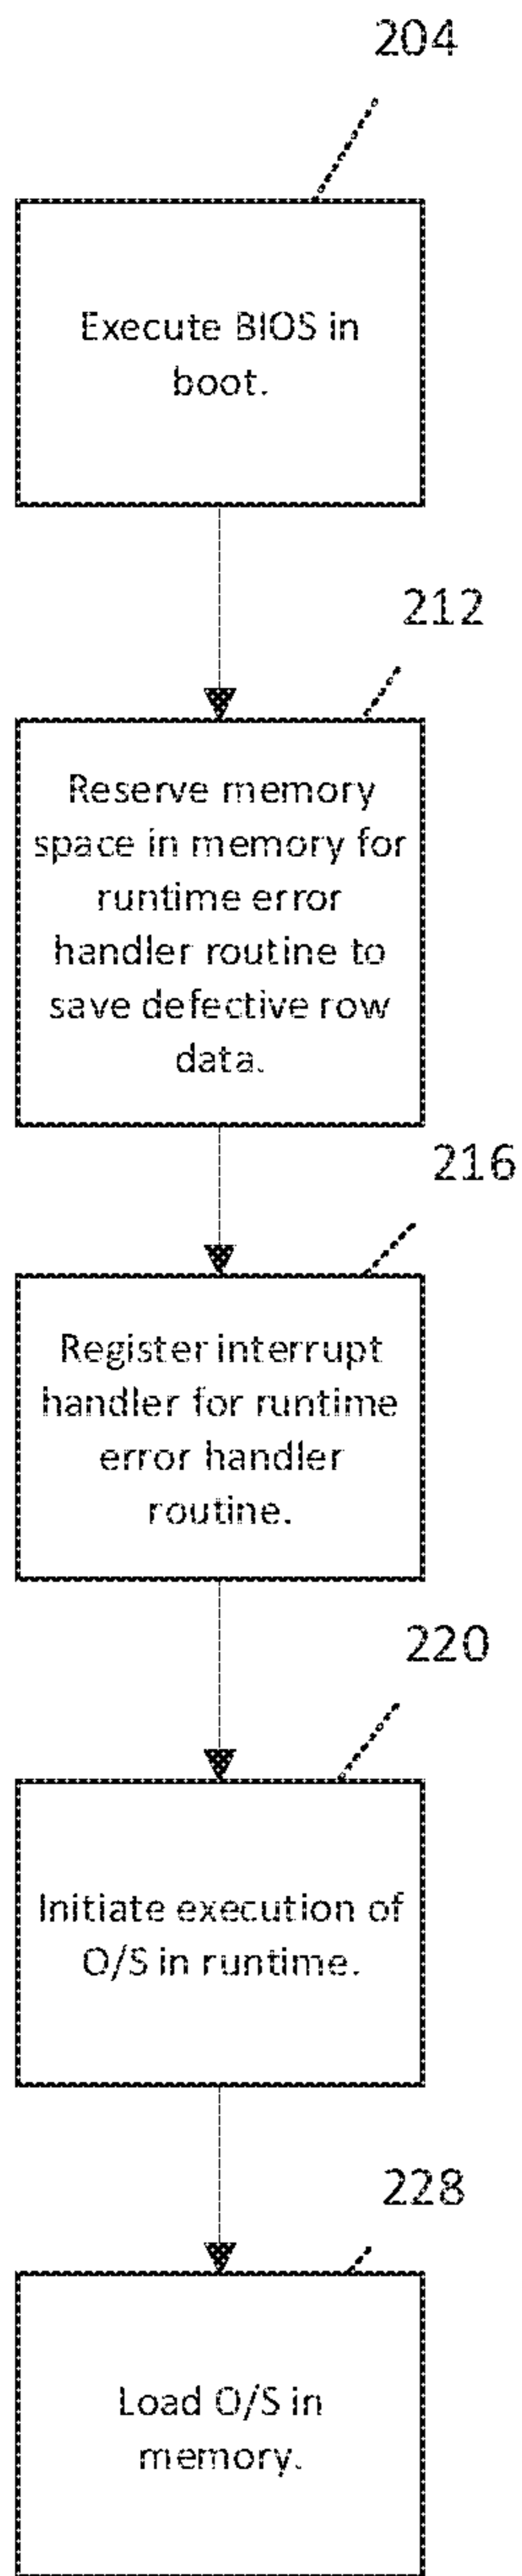 204
Execute BIOS in
boot.
212
Reserve memory
space in memory for
runtime error
handler routine to
save defective row
data.
216
Register interrupt
handler for runtime
error handler
routine.
220
Initiate execution of
O/S in runtime.
228
Load O/S in
memory.